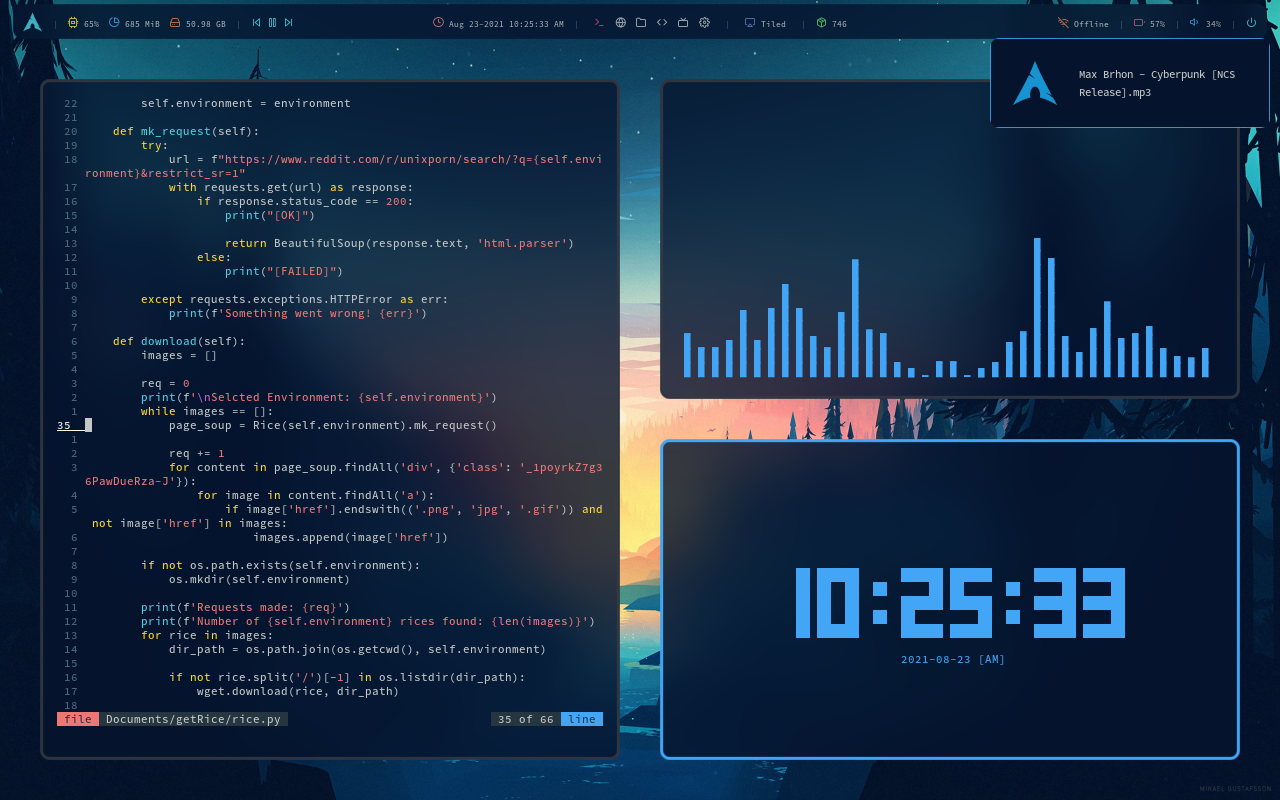 65% 685 MiB 50.98 GB Aug 23-2021 10:25:33 AM Tiled 746 Offline 57% 34%
Max Brhon - Cyberpunk [NCS
Release].mp3
22 self.environment = environment
21
20 def mk_request(self):
19 try:
18 url = f"https://www.reddit.com/r/unixporn/search/?q={self.envi
ronment}&restrict_sr=1"
17 with requests.get(url) as response:
16 if response.status_code == 200:
15 print("[OK]")
14
13 return BeautifulSoup(response.text, 'html.parser')
12 else:
11 print("[FAILED]")
10
9 except requests.exceptions.HTTPError as err:
8 print(f'Something went wrong! {err}')
7
6 def download(self):
5 images = []
4
3 req = 0
2 print(f'\nSelcted Environment: {self.environment}')
1 while images == []:
35 page_soup = Rice(self.environment).mk_request()
1
2 req += 1
3 for content in page_soup.findAll('div', {'class': '_1poyrkZ7g3
6PawDueRza-J'}):
4 for image in content.findAll('a'):
5 if image['href'].endswith(('.png', 'jpg', '.gif')) and
not image['href'] in images:
6 images.append(image['href'])
7
8 if not os.path.exists(self.environment):
9 os.mkdir(self.environment)
10
11 print(f'Requests made: {req}')
12 print(f'Number of {self.environment} rices found: {len(images)}')
13 for rice in images:
14 dir_path = os.path.join(os.getcwd(), self.environment)
15
16 if not rice.split('/')[-1] in os.listdir(dir_path):
17 wget.download(rice, dir_path)
18
file Documents/getRice/rice.py 35 of 66 line
10:25:33
2021-08-23 [AM]
MIKAEL GUSTAFSSON